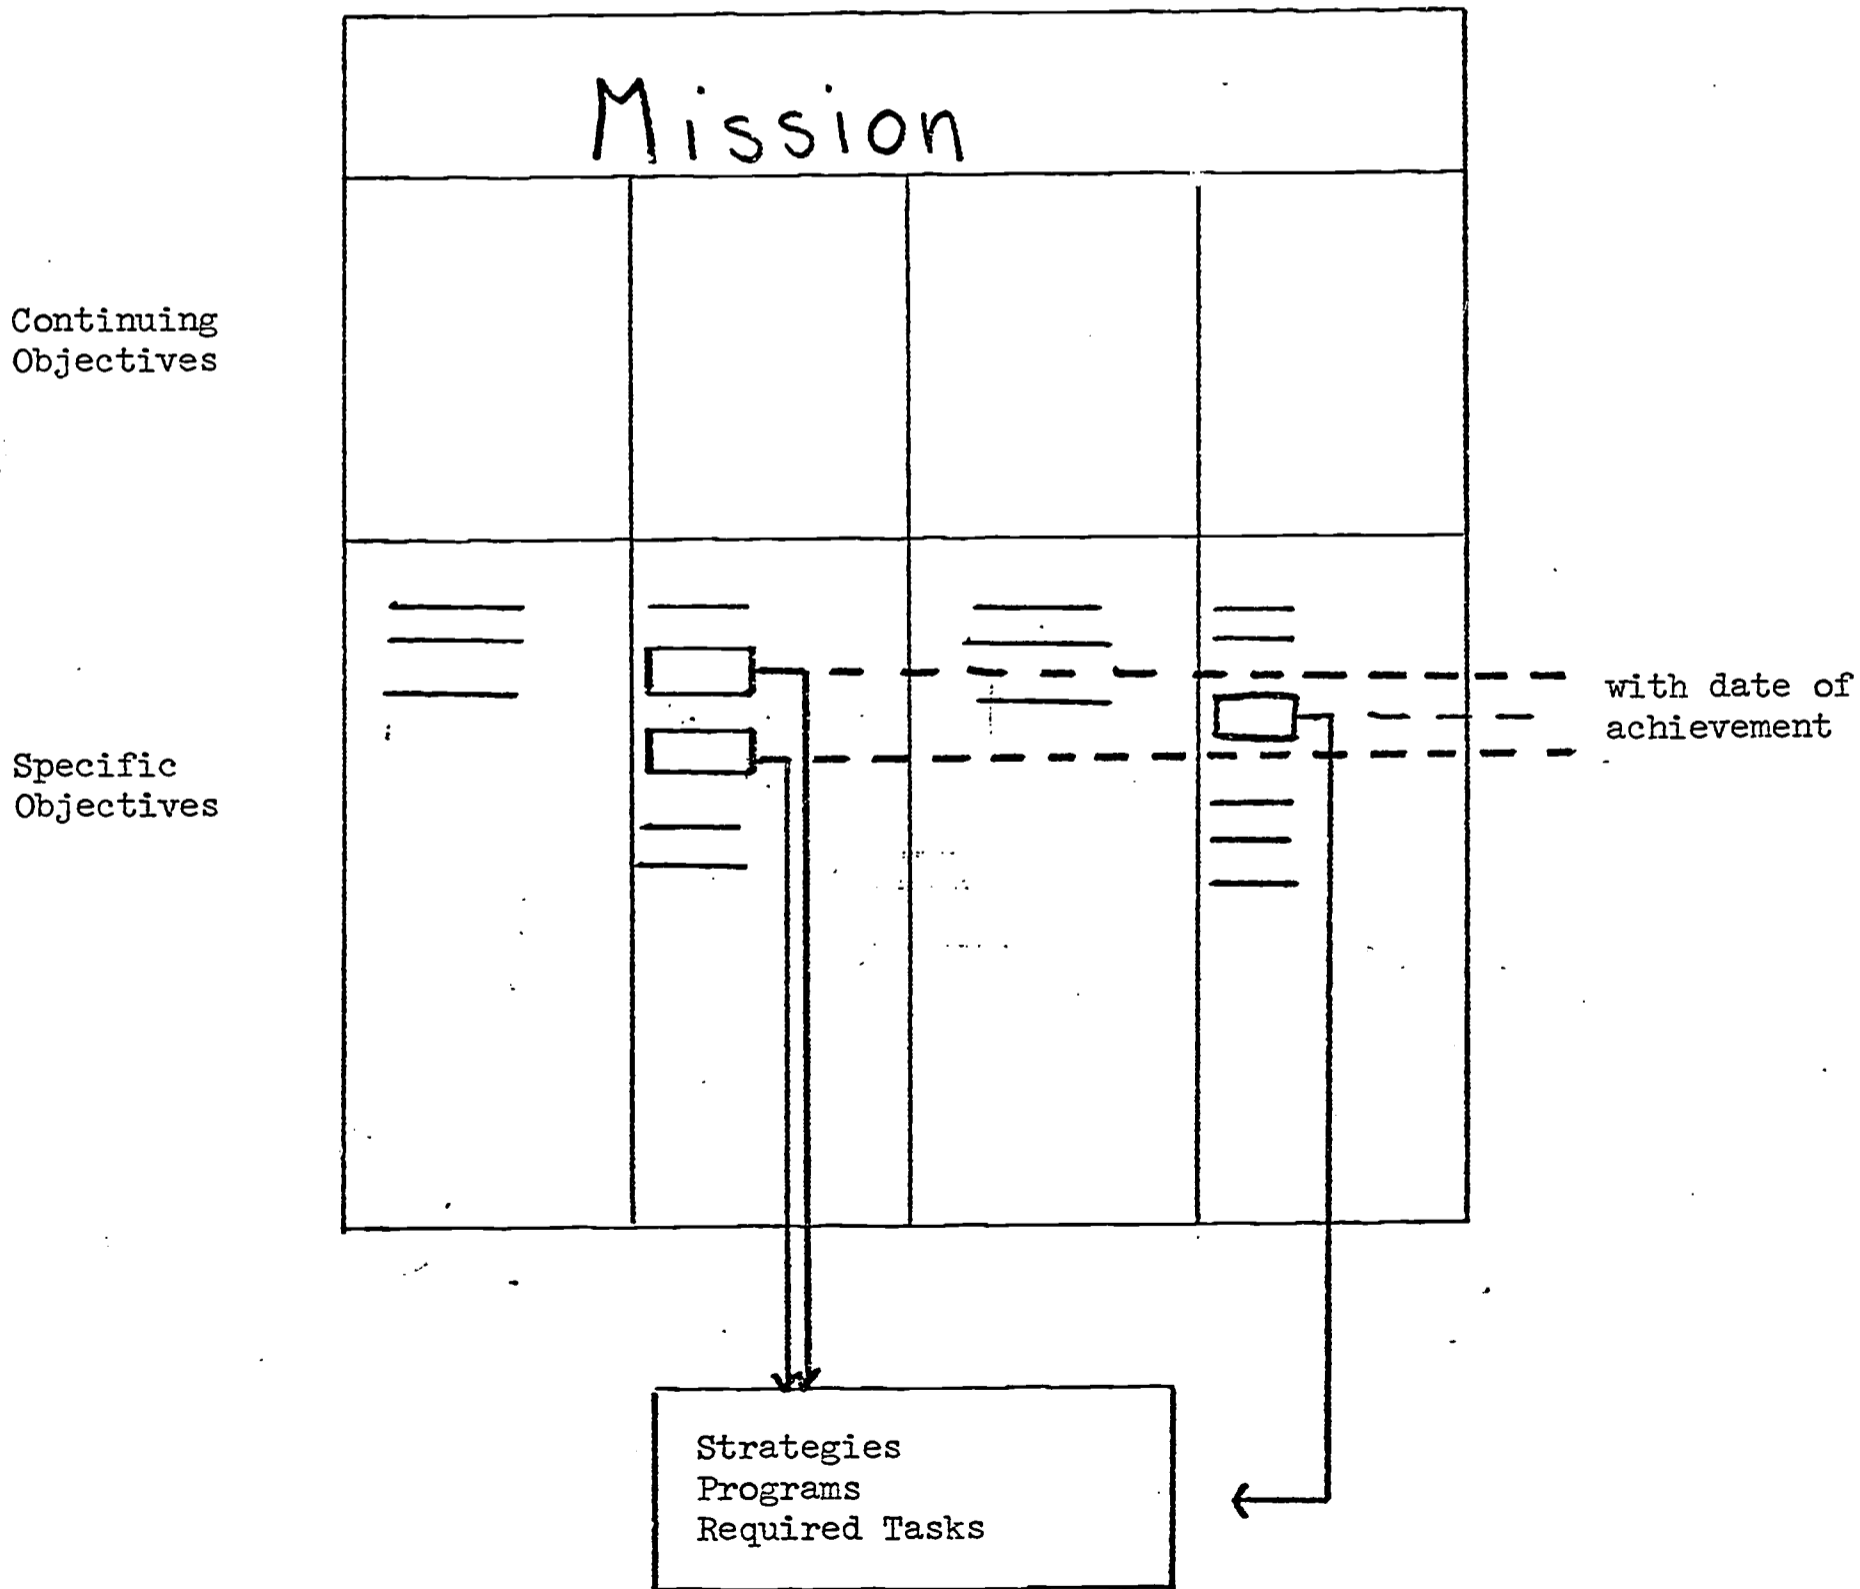 Mission
Continuing
Objectives
with date of
achievement
Specific
Objectives
Strategies
Programs
Required Tasks